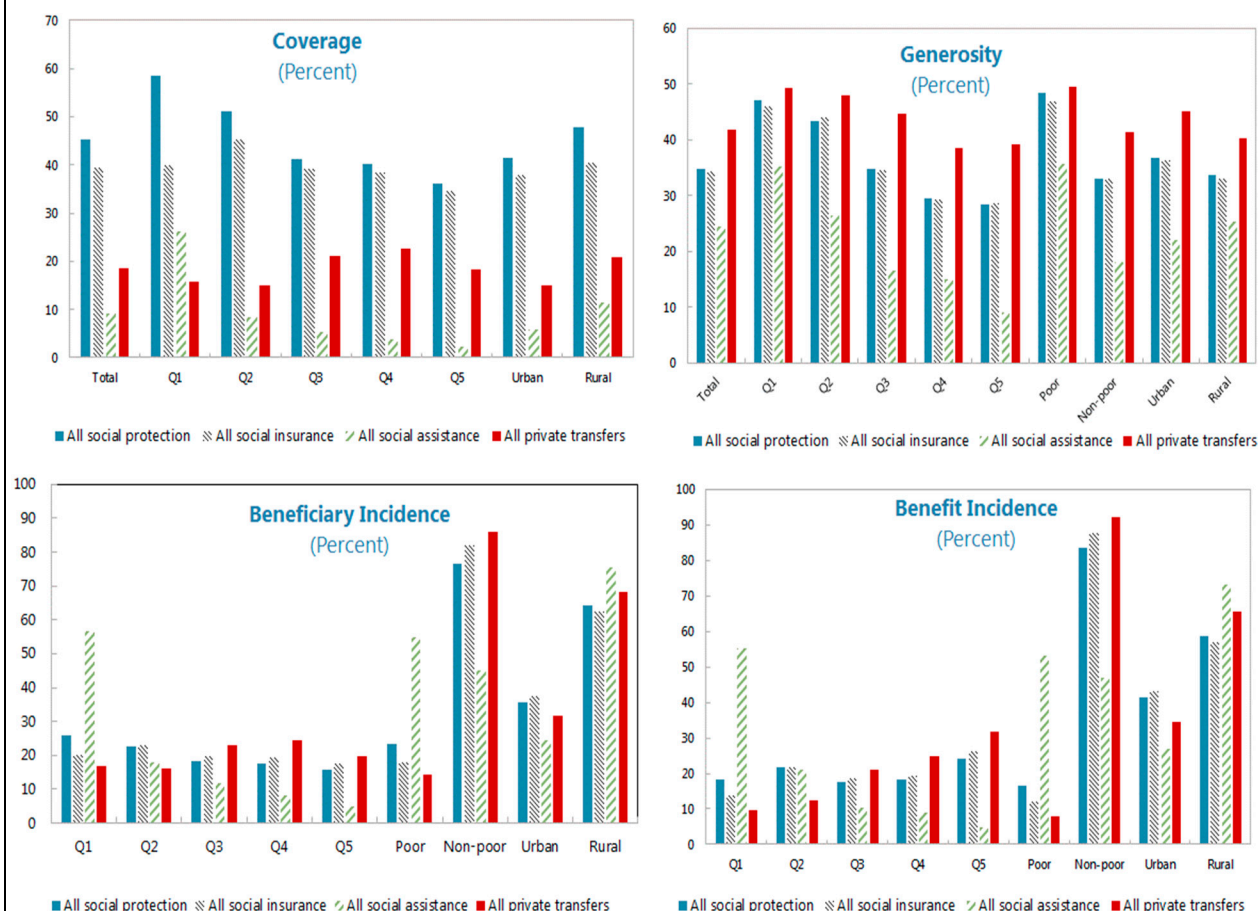 Coverage
(Percent)
70
60
50
40
30
20
10
0
Total Q1 Q2 Q3 Q4 Q5 Urban Rural
All social protection All social insurance All social assistance All private transfers
Generosity
(Percent)
60
50
40
30
20
10
0
Total Q1 Q2 Q3 Q4 Q5 Poor Non-poor Urban Rural
All social protection All social insurance All social assistance All private transfers
Beneficiary Incidence
(Percent)
100
90
80
70
60
50
40
30
20
10
0
Q1 Q2 Q3 Q4 Q5 Poor Non-poor Urban Rural
All social protection All social insurance All social assistance All private transfers
Benefit Incidence
(Percent)
100
90
80
70
60
50
40
30
20
10
0
Q1 Q2 Q3 Q4 Q5 Poor Non-poor Urban Rural
All social protection All social insurance All social assistance All private transfers